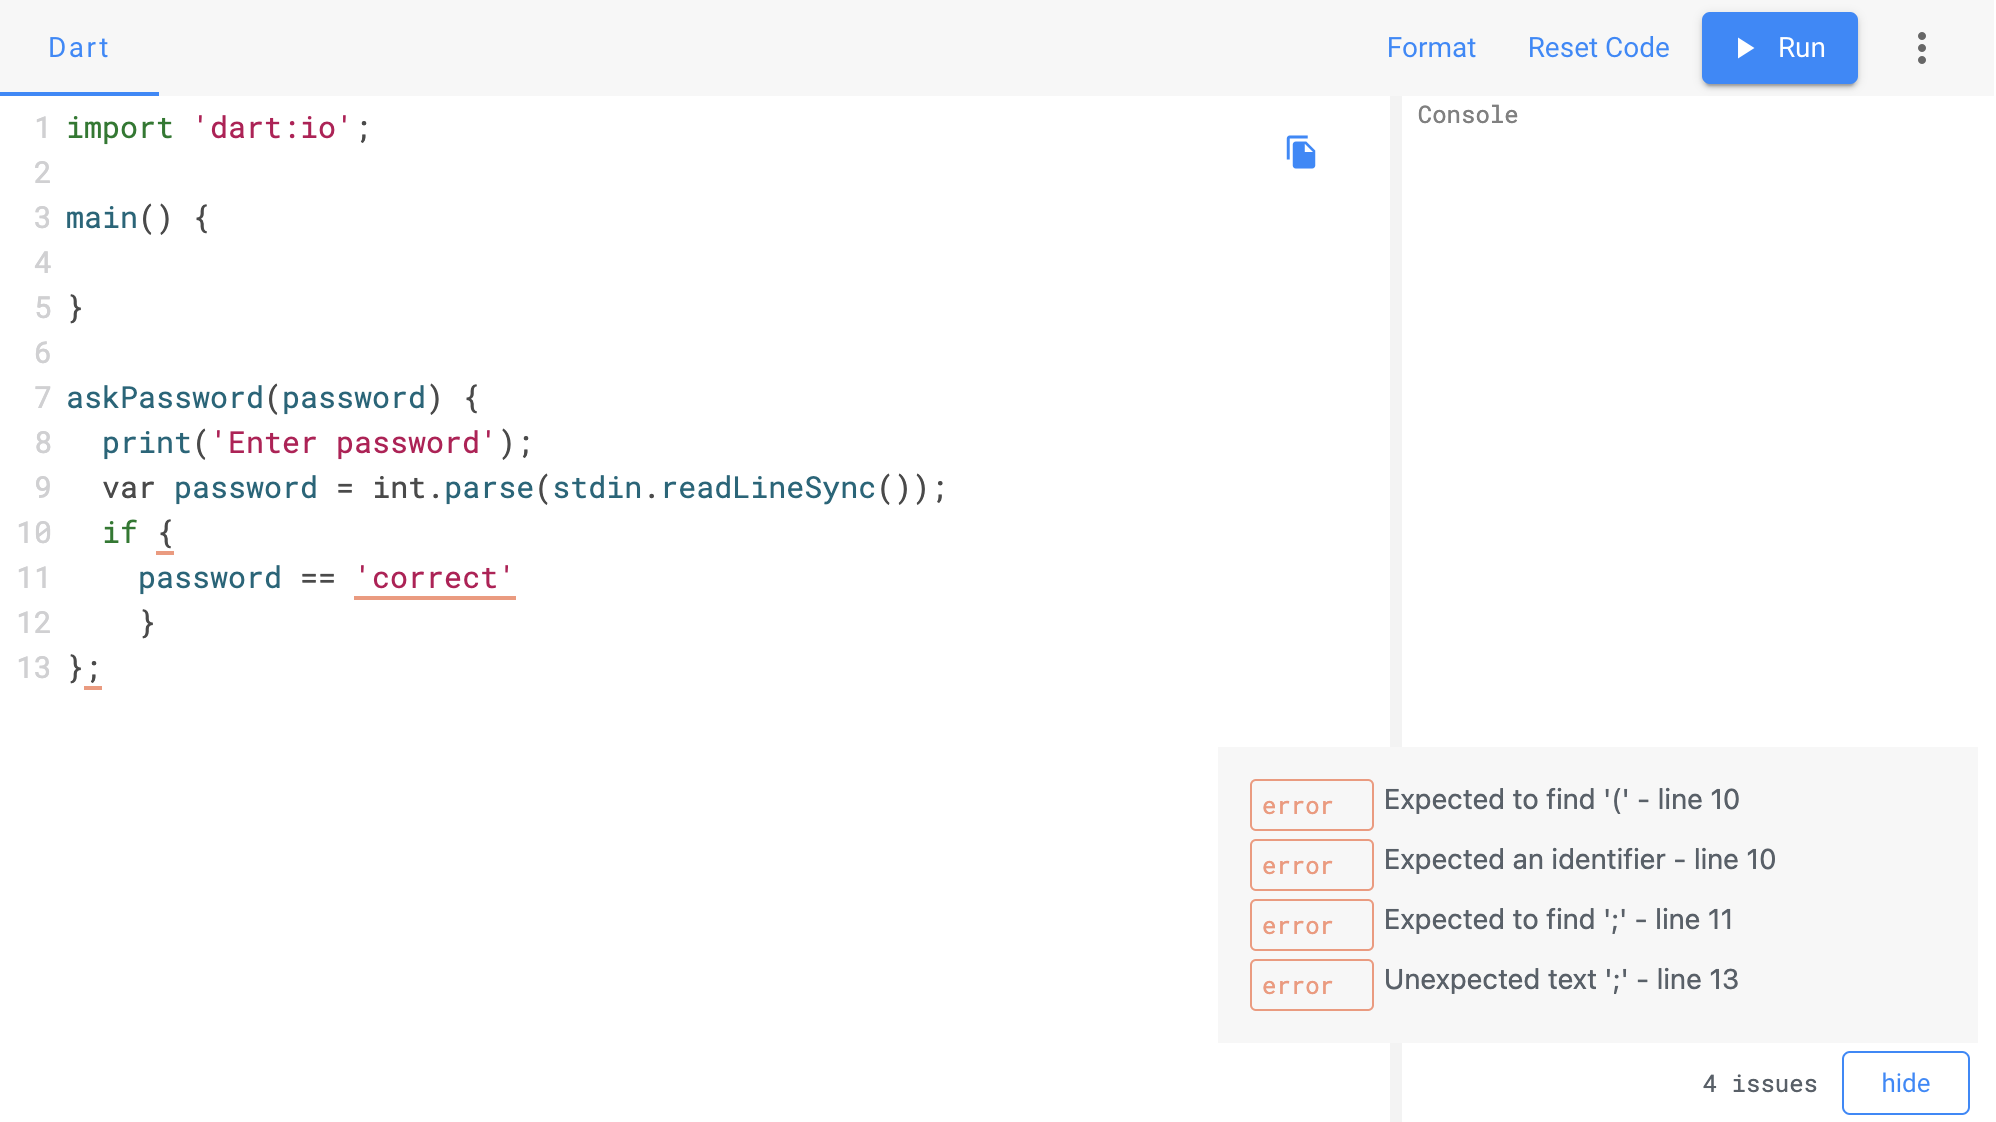 Dart
Format
Reset Code
Run
1 import 'dart:io';
2
3 main() {
4
5 }
6
7 askPassword(password) {
8   print('Enter password');
9   var password = int.parse(stdin.readLineSync());
10   if {
11     password == 'correct'
12     }
13 };
Console
error Expected to find '(' - line 10
error Expected an identifier - line 10
error Expected to find ';' - line 11
error Unexpected text ';' - line 13
4 issues
hide